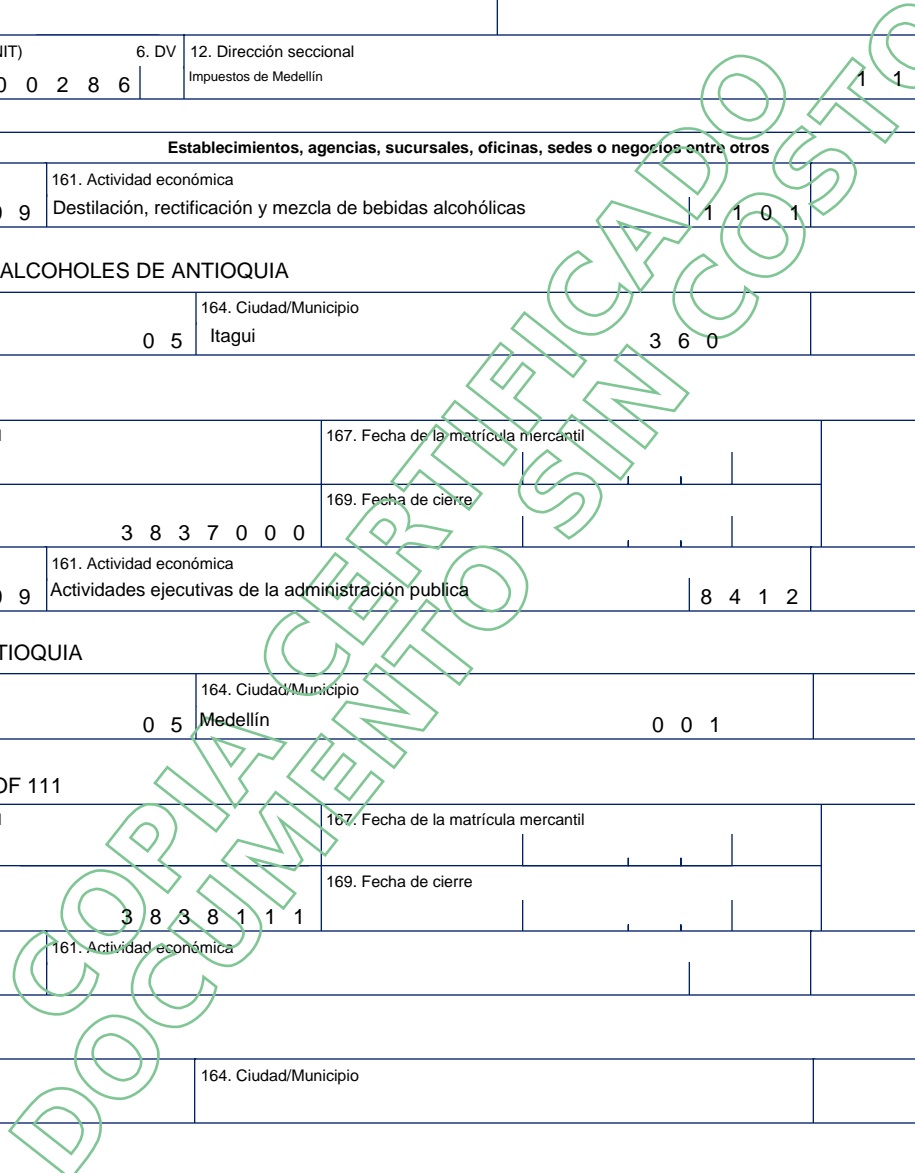 NIT) 6. DV 12. Dirección seccional
0 0 2 8 6 Impuestos de Medellín 1 1
Establecimientos, agencias, sucursales, oficinas, sedes o negocios entre otros
161. Actividad económica
9 Destilación, rectificación y mezcla de bebidas alcohólicas 1 1 0 1
ALCOHOLES DE ANTIOQUIA
164. Ciudad/Municipio
0 5 Itagui 3 6 0
167. Fecha de la matrícula mercantil
169. Fecha de cierre
3 8 3 7 0 0 0
161. Actividad económica
9 Actividades ejecutivas de la administración publica 8 4 1 2
TIOQUIA
164. Ciudad/Municipio
0 5 Medellín 0 0 1
OF 111
167. Fecha de la matrícula mercantil
169. Fecha de cierre
3 8 3 8 1 1 1
161. Actividad económica
164. Ciudad/Municipio
COPIA CERTIFICADO
DOCUMENTO SIN COSTO